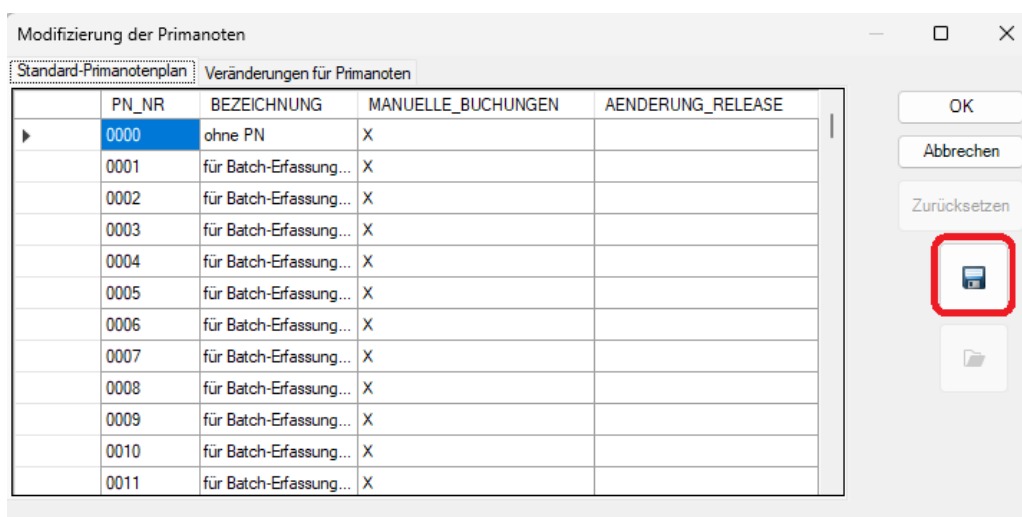 Modifizierung der Primanoten
Standard-Primanotenplan Veränderungen für Primanoten
PN_NR BEZEICHNUNG MANUELLE_BUCHUNGEN AENDERUNG_RELEASE
0000 ohne PN X
0001 für Batch-Erfassung... X
0002 für Batch-Erfassung... X
0003 für Batch-Erfassung... X
0004 für Batch-Erfassung... X
0005 für Batch-Erfassung... X
0006 für Batch-Erfassung... X
0007 für Batch-Erfassung... X
0008 für Batch-Erfassung... X
0009 für Batch-Erfassung... X
0010 für Batch-Erfassung... X
0011 für Batch-Erfassung... X
OK
Abbrechen
Zurücksetzen